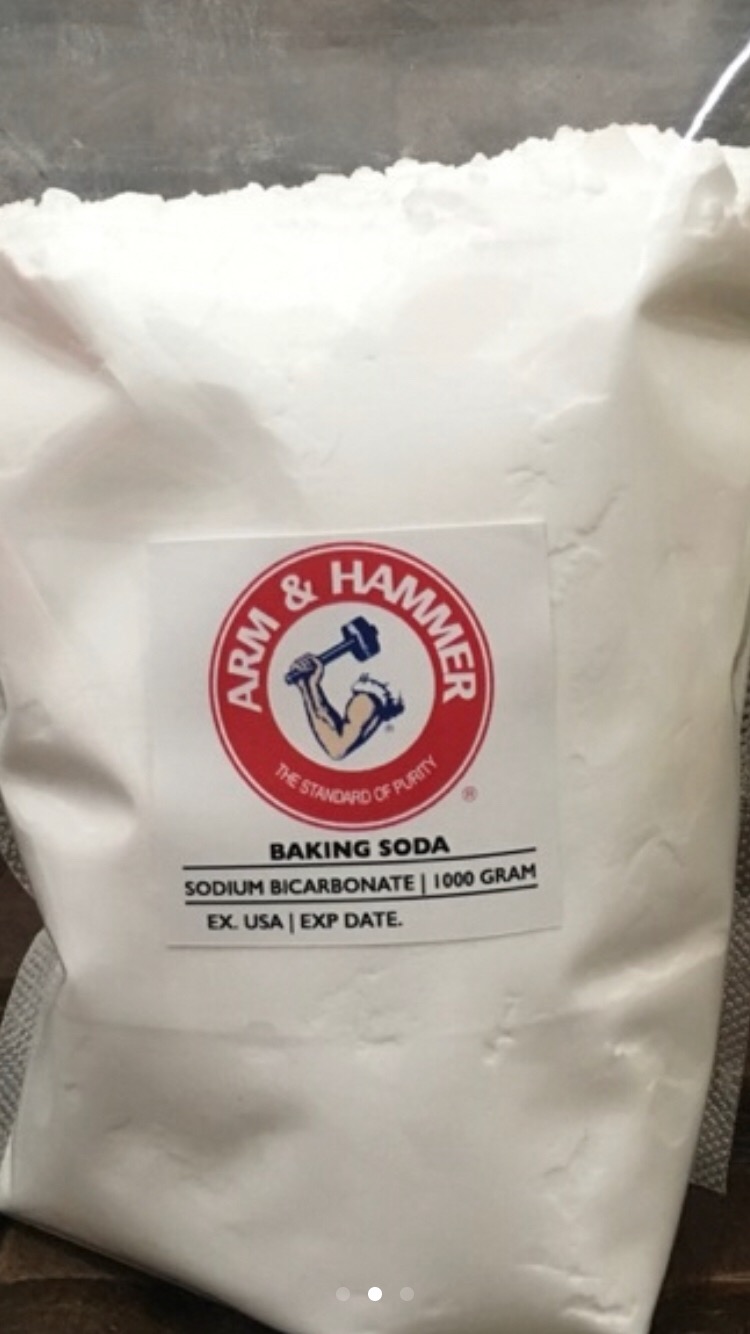 ARM & HAMMER
THE STANDARD OF PURITY
®
®
BAKING SODA
SODIUM BICARBONATE | 1000 GRAM
EX. USA | EXP DATE.